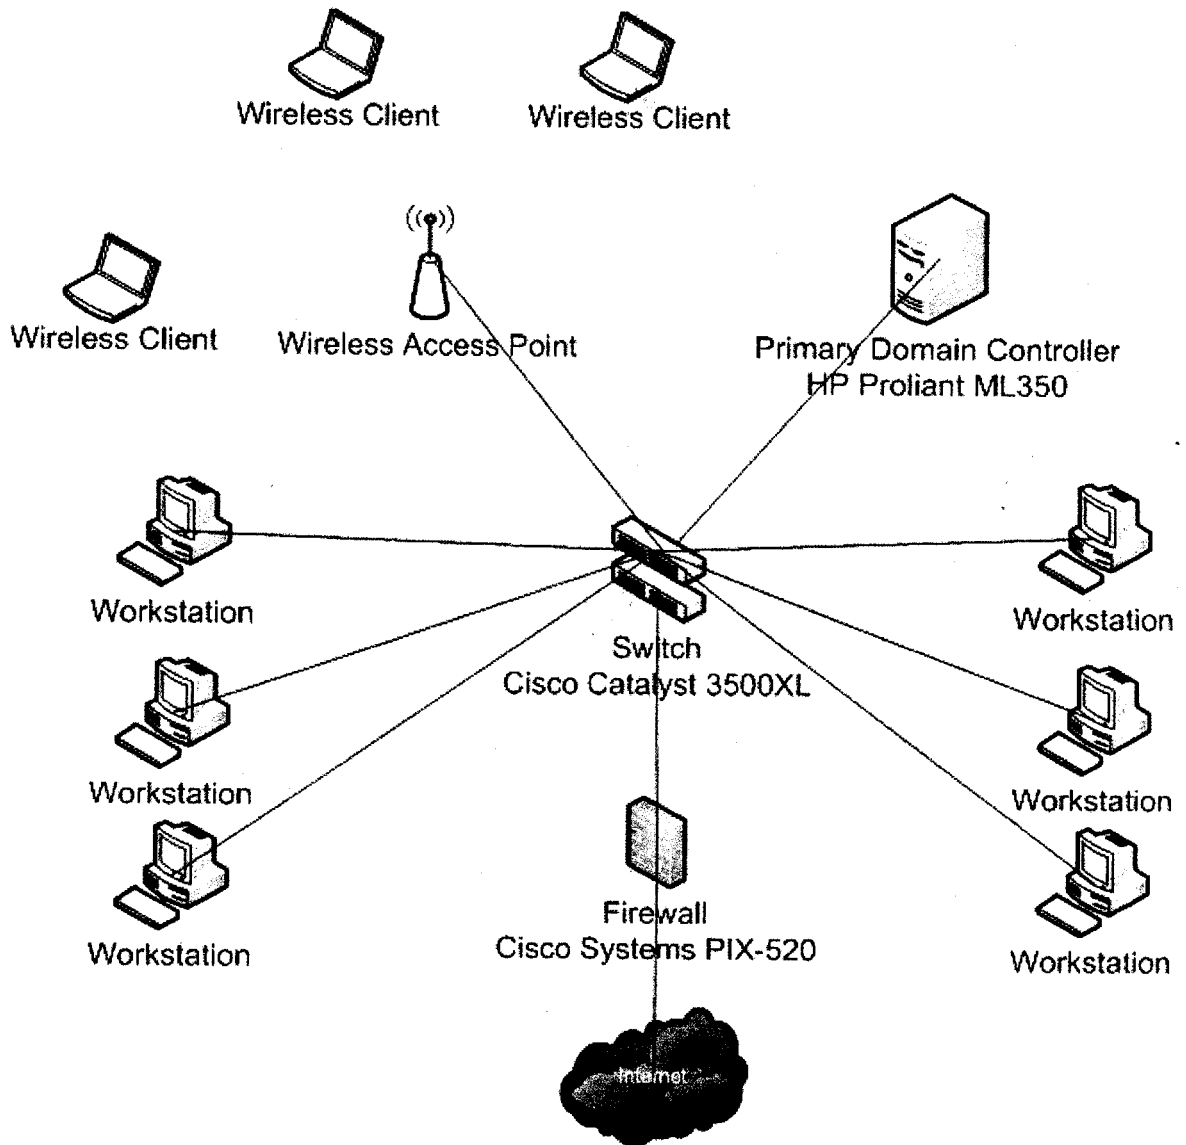 Wireless Client
Wireless Client
Wireless Client
Wireless Access Point
Primary Domain Controller
HP Proliant ML350
Workstation
Workstation
Switch
Cisco Catalyst 3500XL
Workstation
Workstation
Firewall
Cisco Systems PIX-520
Workstation
Workstation
Internet